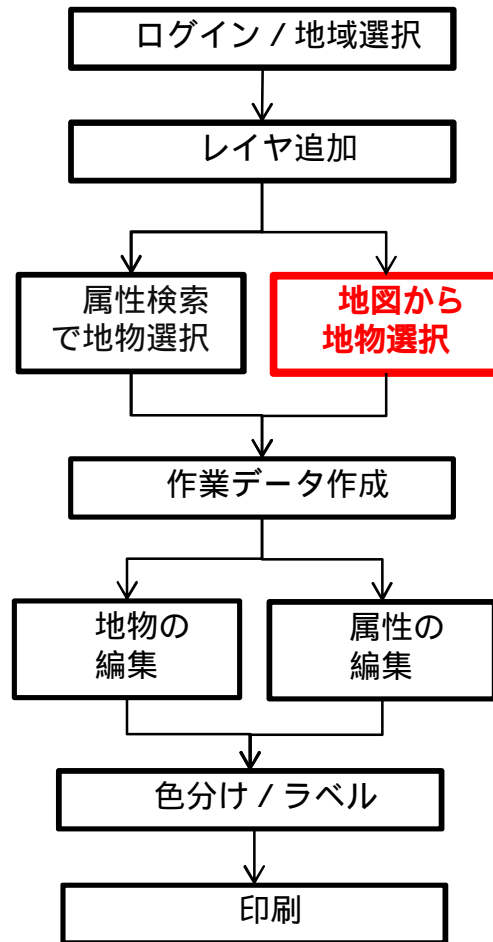 ログイン / 地域選択
レイヤ追加
属性検索
で地物選択
地図から
地物選択
作業データ作成
地物の
編集
属性の
編集
色分け / ラベル
印刷